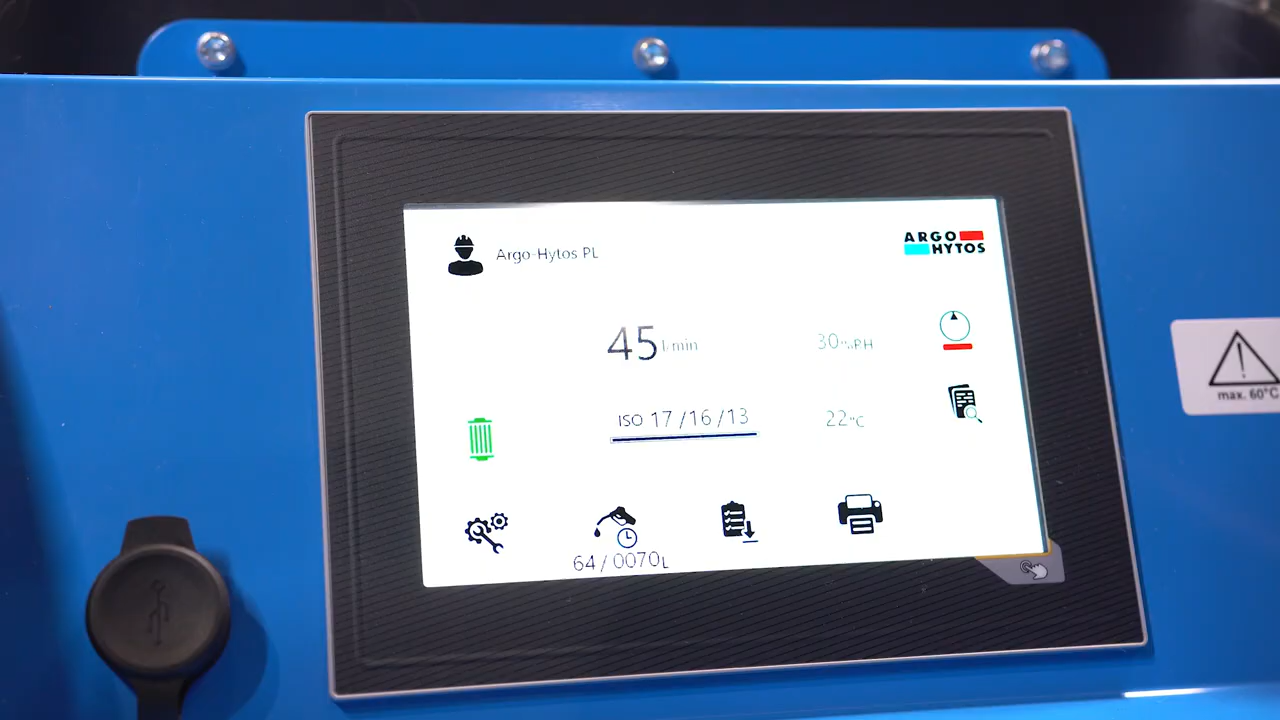 Argo-Hytos PL
ARGO
HYTOS
45 l/min
30 %RH
ISO 17/16/13
22°C
64/0070L
max. 60°C